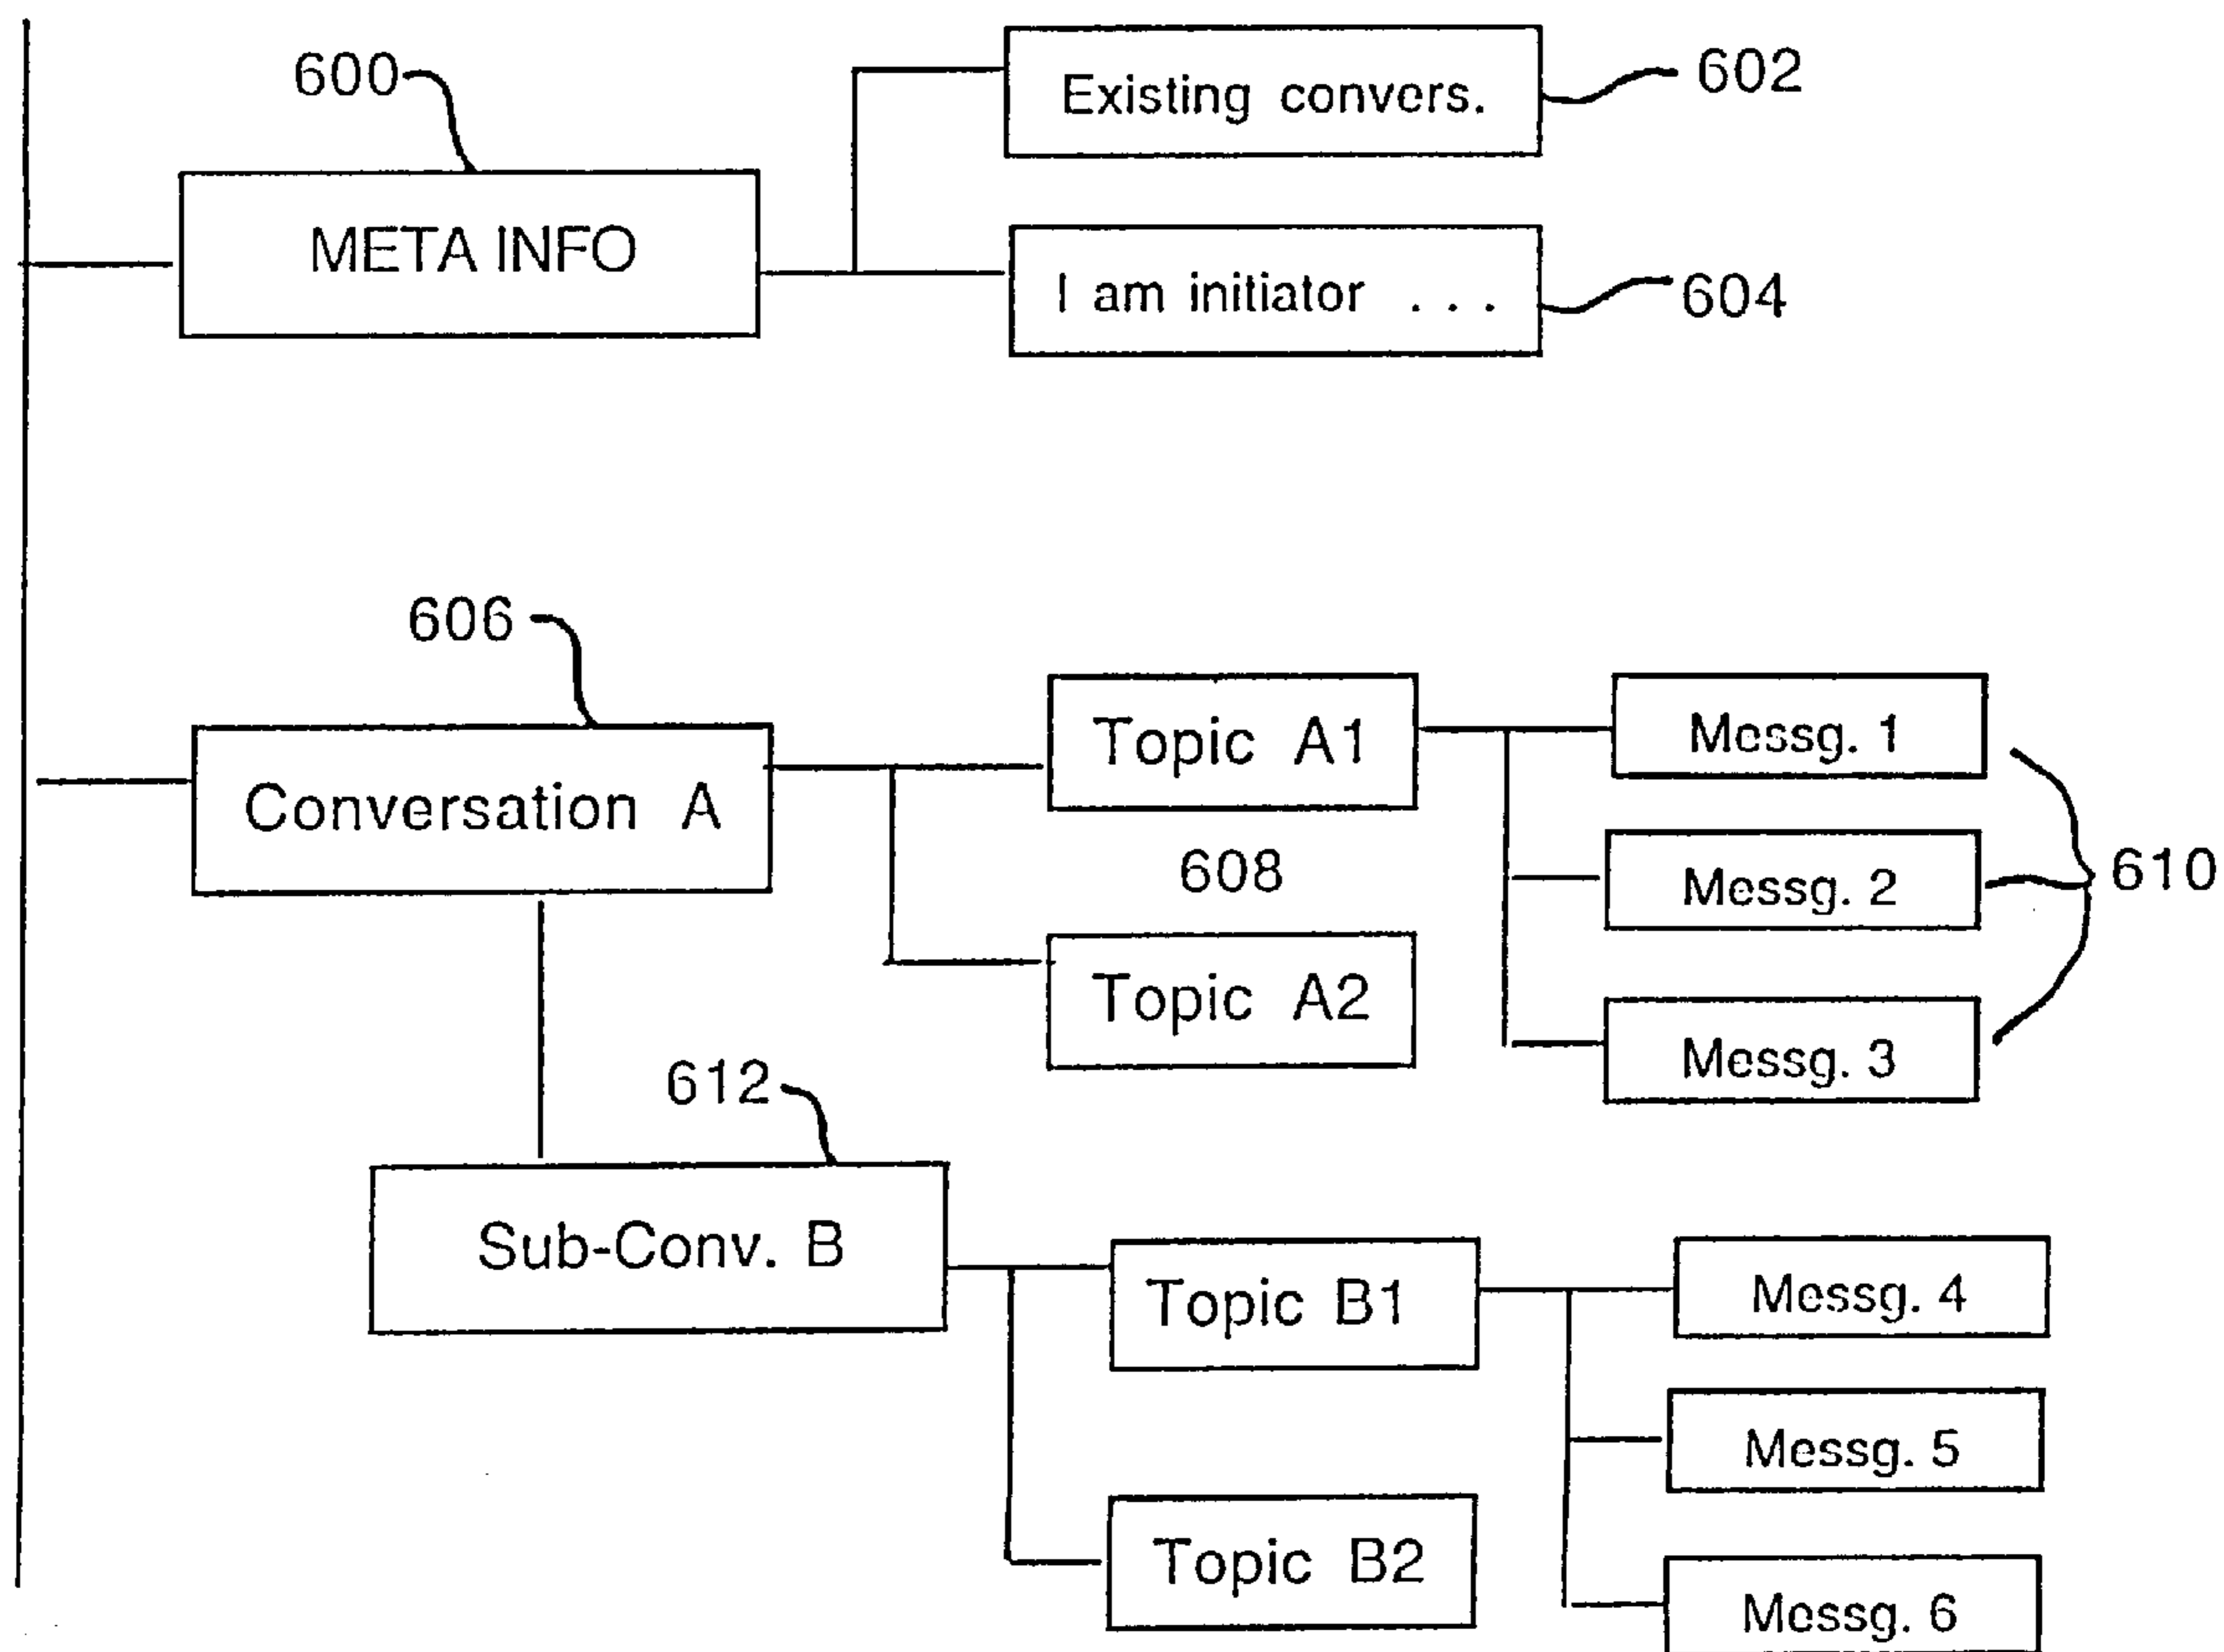 600
Existing convers.
602
META INFO
I am initiator . . .
604
606
Conversation A
Topic A1
Messg. 1
608
Messg. 2
610
Topic A2
Messg. 3
612
Sub-Conv. B
Topic B1
Messg. 4
Messg. 5
Topic B2
Messg. 6